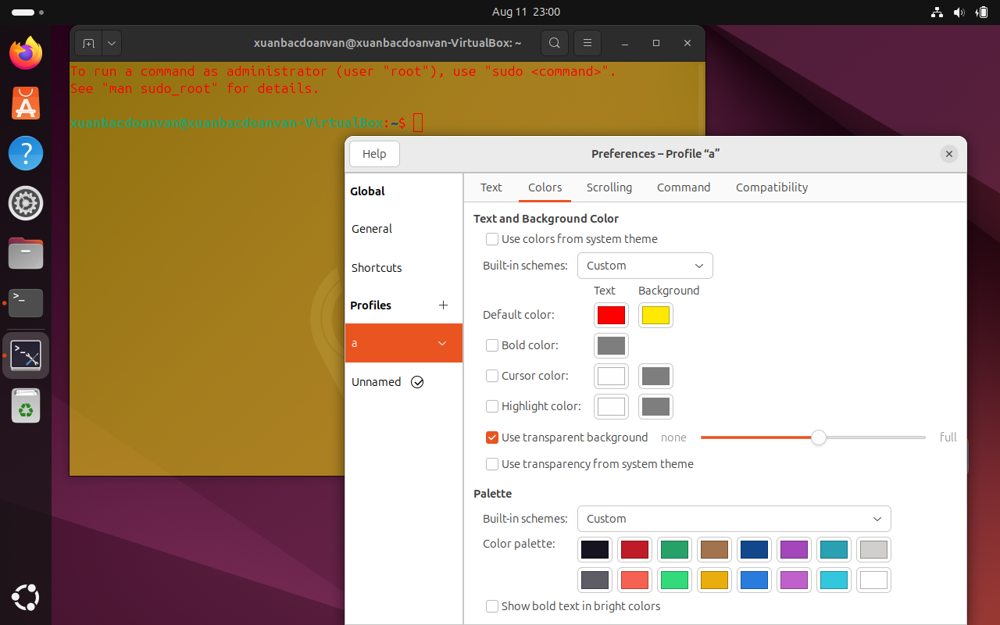 Aug 11 23:00
xuanbacdoanvan@xuanbacdoanvan-VirtualBox: ~
To run a command as administrator (user "root"), use "sudo <command>".
See "man sudo_root" for details.
xuanbacdoanvan@xuanbacdoanvan-VirtualBox:~$
Help
Preferences – Profile “a”
Global
General
Shortcuts
Profiles
a
Unnamed
Text Colors Scrolling Command Compatibility
Text and Background Color
Use colors from system theme
Built-in schemes: Custom
Text Background
Default color:
Bold color:
Cursor color:
Highlight color:
Use transparent background none full
Use transparency from system theme
Palette
Built-in schemes: Custom
Color palette:
Show bold text in bright colors